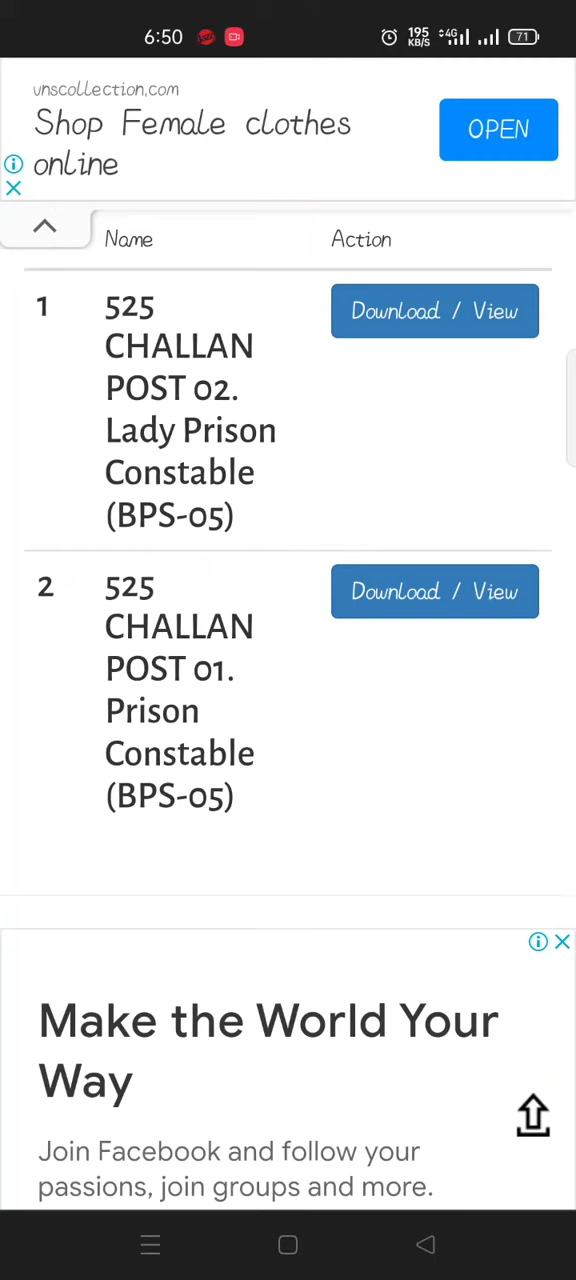 6:50
195 KB/S 4G 71
vnscollection.com
Shop Female clothes
online
OPEN
Name Action
1 525 Download / View
CHALLAN
POST 02.
Lady Prison
Constable
(BPS-05)
2 525 Download / View
CHALLAN
POST 01.
Prison
Constable
(BPS-05)
Make the World Your
Way
Join Facebook and follow your
passions, join groups and more.